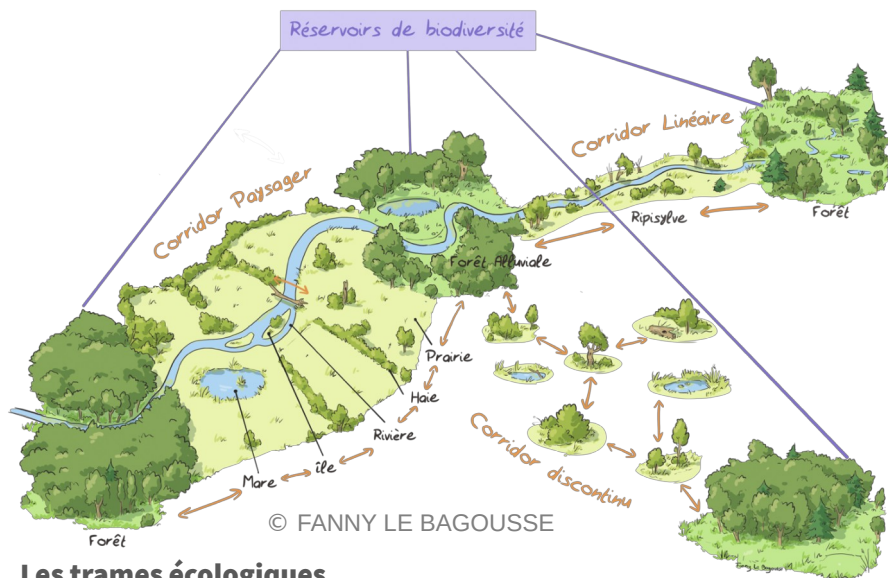 Réservoirs de biodiversité
Corridor Linéaire
Corridor Paysager
Ripisylve
Forêt
Forêt Alluviale
Prairie
Haie
Rivière
île
Mare
Corridor discontinu
Forêt
© FANNY LE BAGOUSSE
Les trames écologiques